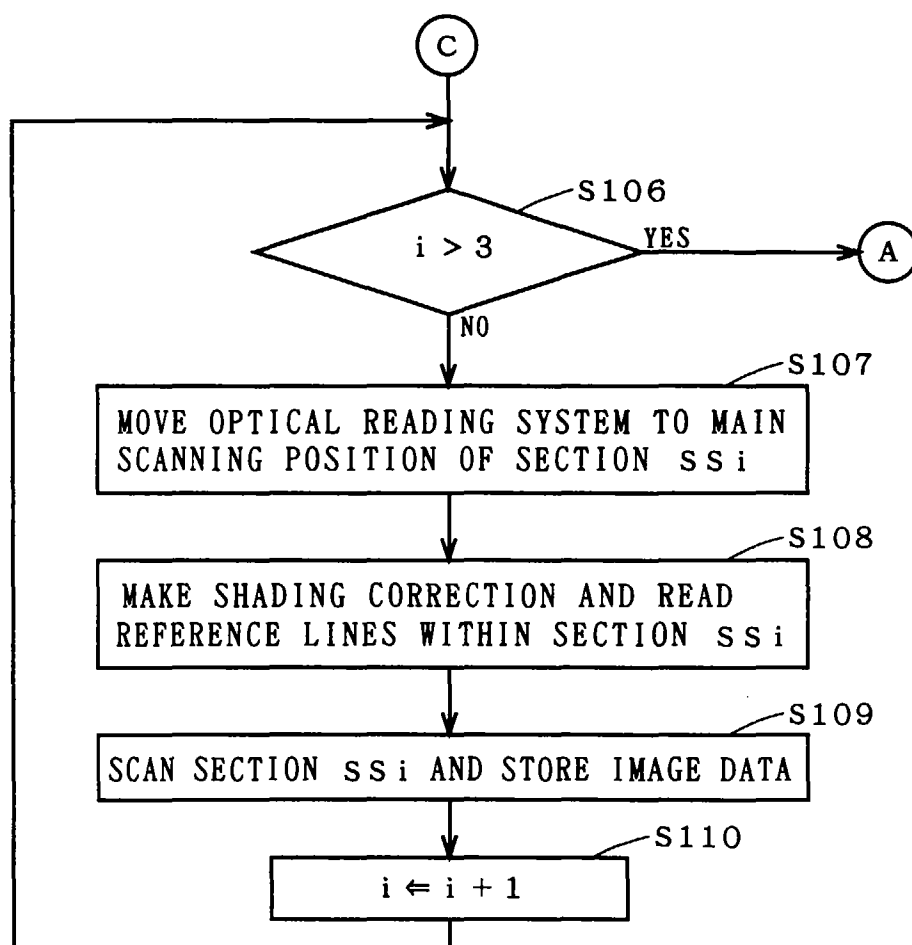 C
S106
i > 3
YES
A
NO
S107
MOVE OPTICAL READING SYSTEM TO MAIN
SCANNING POSITION OF SECTION SSi
S108
MAKE SHADING CORRECTION AND READ
REFERENCE LINES WITHIN SECTION SSi
S109
SCAN SECTION SSi AND STORE IMAGE DATA
S110
i ⇐ i + 1